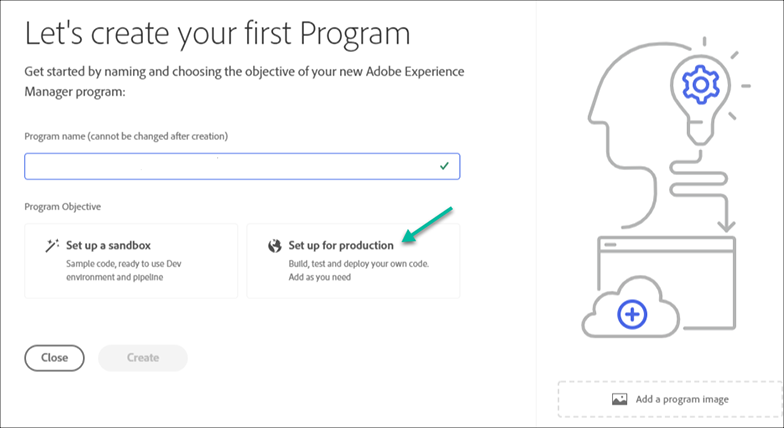 Let's create your first Program
Get started by naming and choosing the objective of your new Adobe Experience
Manager program:
Program name (cannot be changed after creation)
Program Objective
Set up a sandbox
Sample code, ready to use Dev
environment and pipeline
Set up for production
Build, test and deploy your own code.
Add as you need
Close
Create
Add a program image